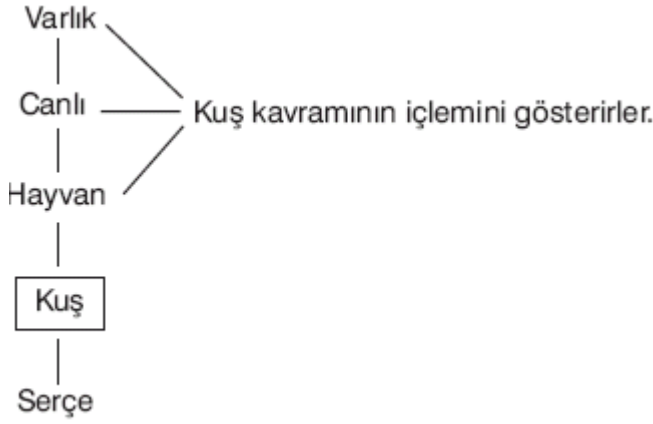 Varlık
Canlı
Kuş kavramının içlemini gösterirler.
Hayvan
Kuş
Serçe